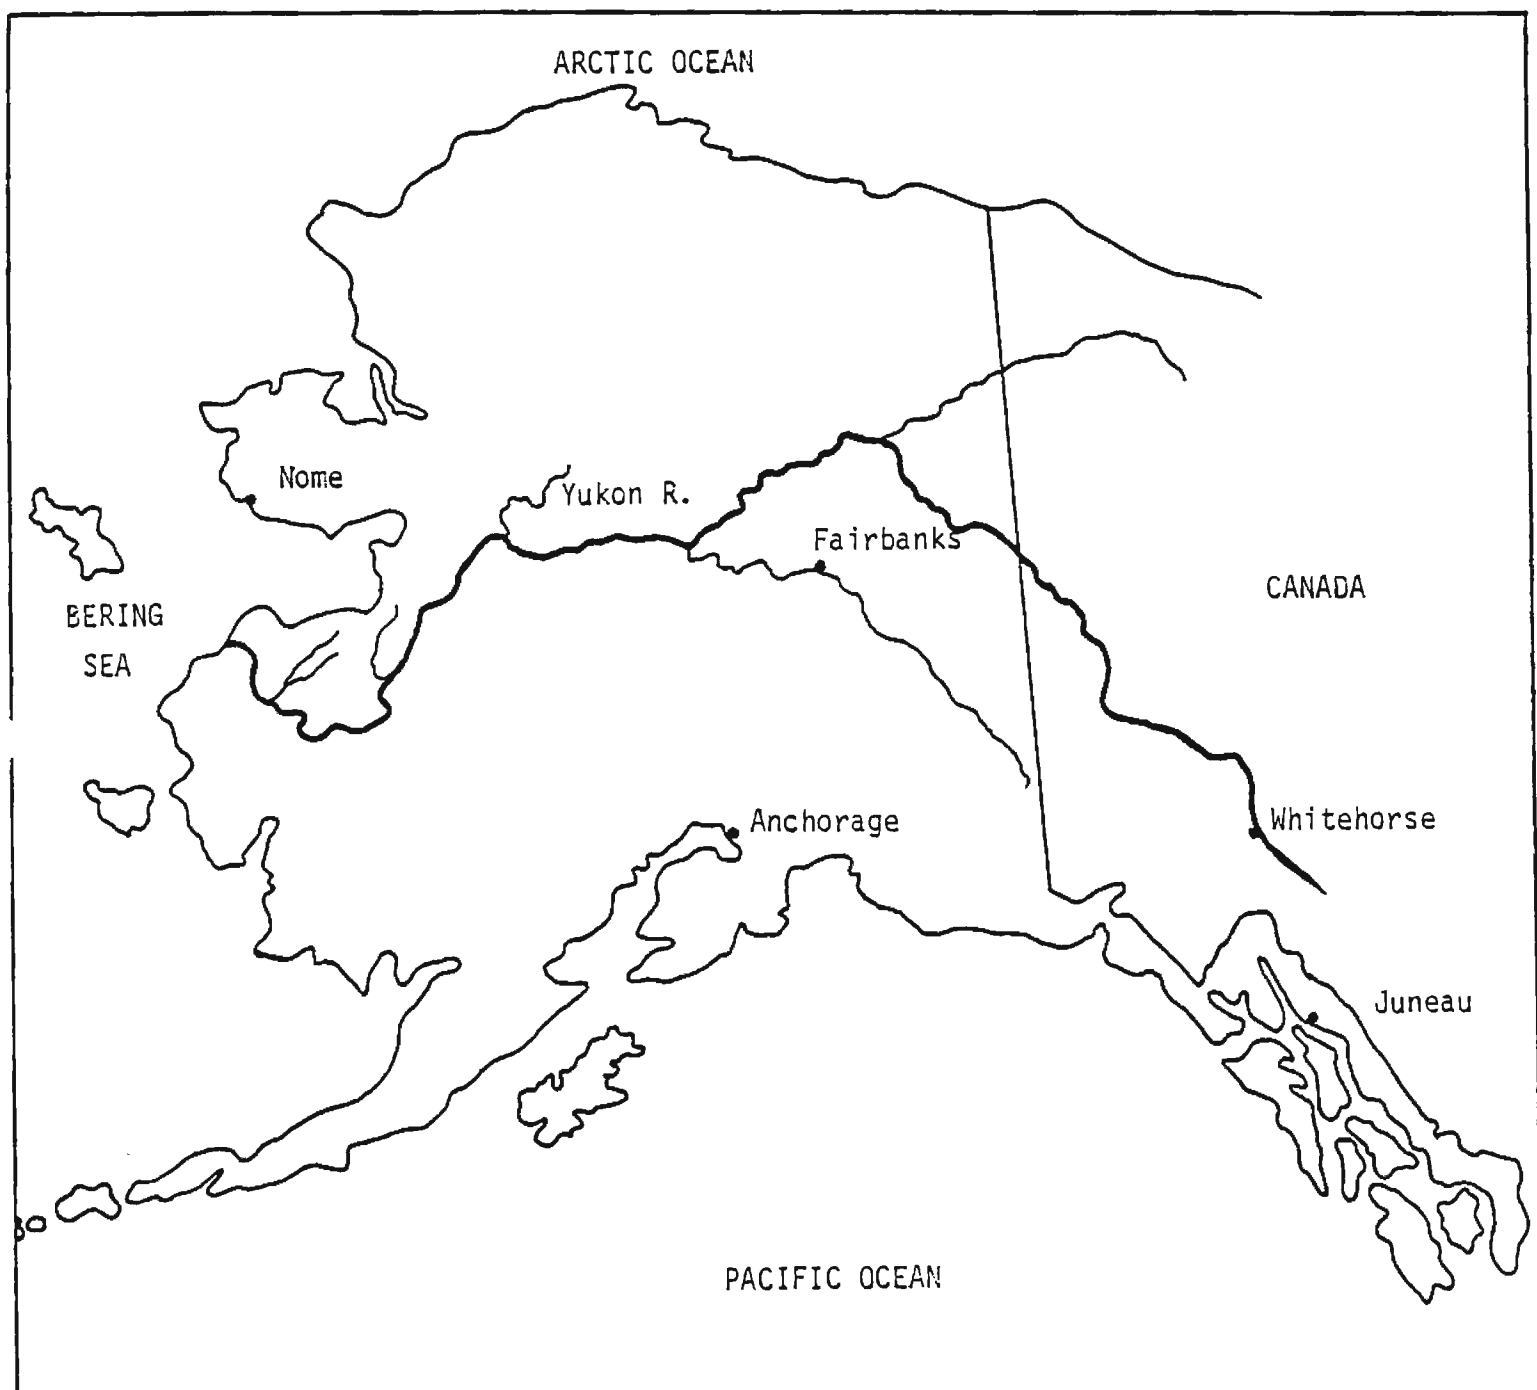 ARCTIC OCEAN
Nome
Yukon R.
Fairbanks
CANADA
BERING
SEA
Anchorage
Whitehorse
Juneau
PACIFIC OCEAN